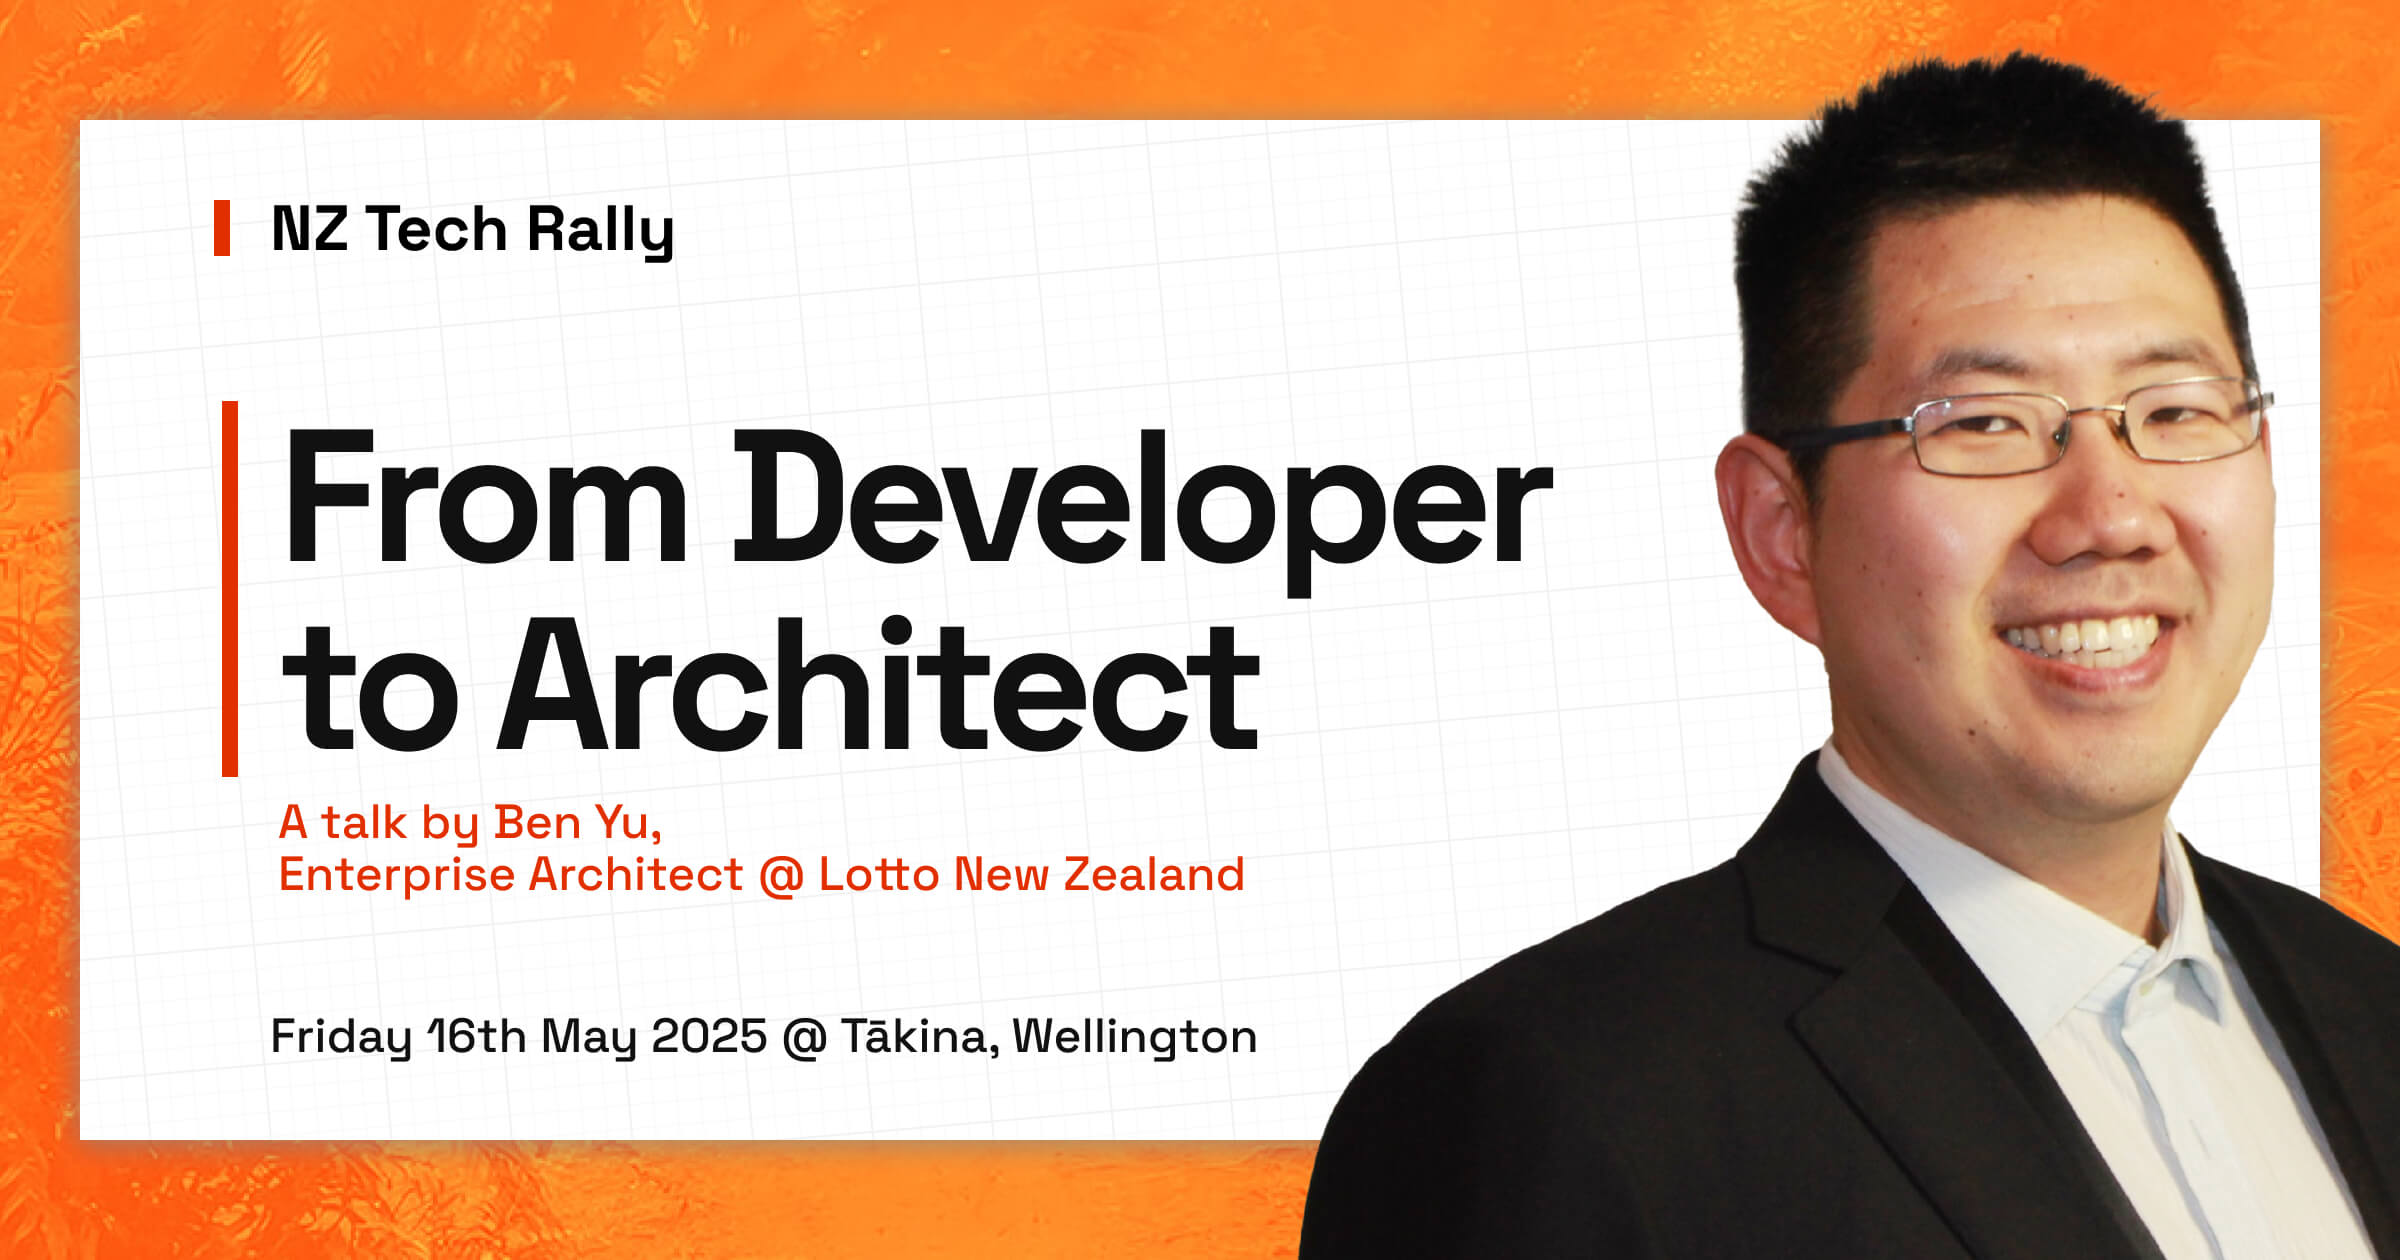 NZ Tech Rally
From Developer
to Architect
A talk by Ben Yu,
Enterprise Architect @ Lotto New Zealand
Friday 16th May 2025 @ Tākina, Wellington